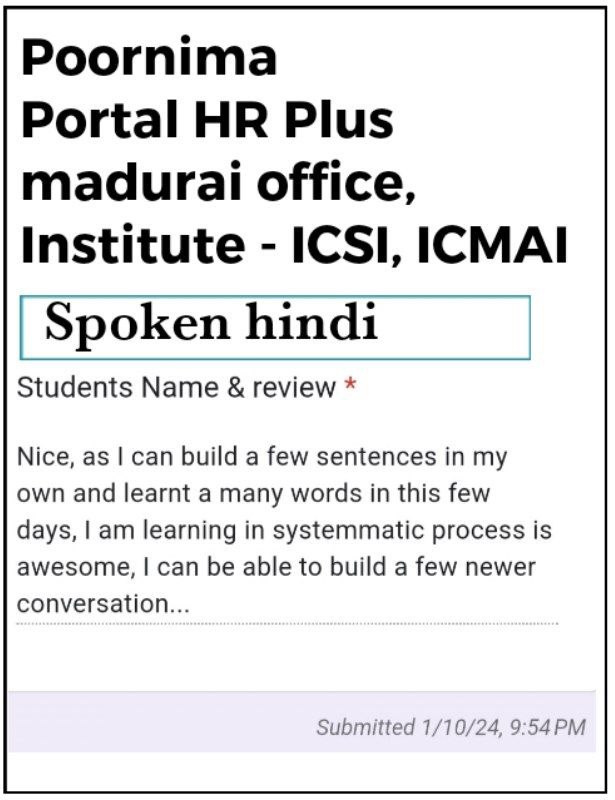 Poornima
Portal HR Plus
madurai office,
Institute - ICSI, ICMAI
Spoken hindi
Students Name & review *
Nice, as I can build a few sentences in my
own and learnt a many words in this few
days, I am learning in systemmatic process is
awesome, I can be able to build a few newer
conversation...
Submitted 1/10/24, 9:54 PM